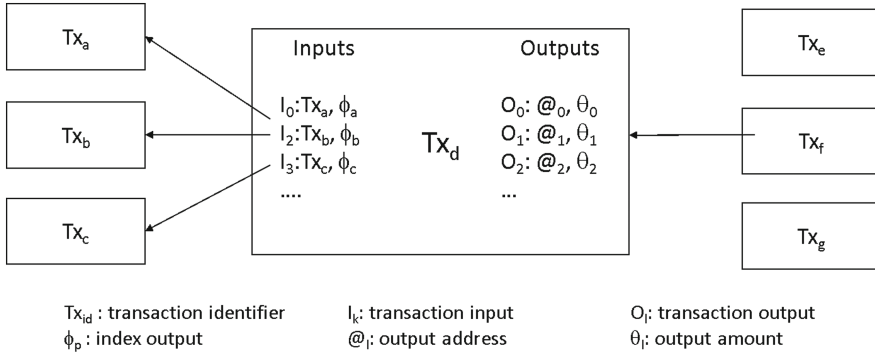 Tx_a
Tx_b
Tx_c
Inputs
I_0:Tx_a, ϕ_a
I_2:Tx_b, ϕ_b
I_3:Tx_c, ϕ_c
....
Tx_d
Outputs
O_0: @_0, θ_0
O_1: @_1, θ_1
O_2: @_2, θ_2
...
Tx_e
Tx_f
Tx_g
Tx_id : transaction identifier
I_k: transaction input
O_l: transaction output
ϕ_p : index output
@_l: output address
θ_l: output amount